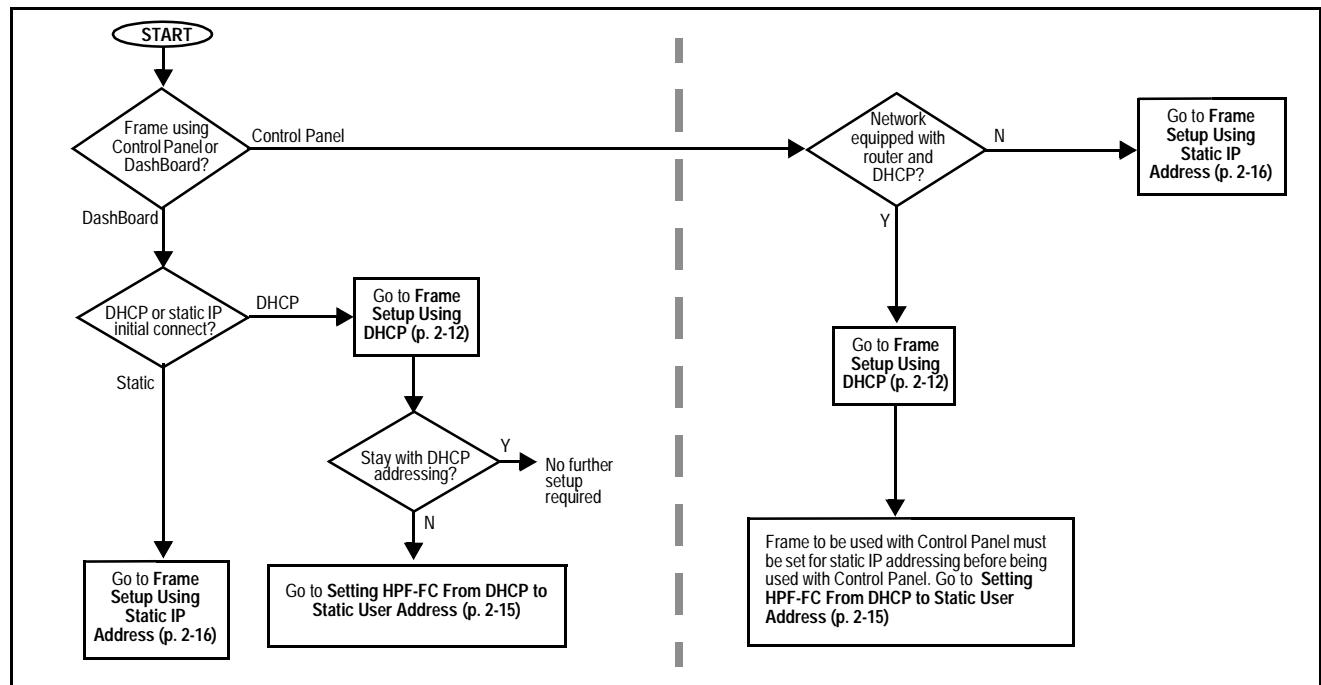 START
Frame using
Control Panel or
DashBoard?
Control Panel
DashBoard
DHCP or static IP
initial connect?
DHCP
Static
Go to Frame
Setup Using
DHCP (p. 2-12)
Stay with DHCP
addressing?
Y
No further
setup
required
N
Go to Frame
Setup Using
Static IP
Address (p. 2-16)
Go to Setting HPF-FC From DHCP to
Static User Address (p. 2-15)
Network
equipped with
router and
DHCP?
N
Go to Frame
Setup Using
Static IP
Address (p. 2-16)
Y
Go to Frame
Setup Using
DHCP (p. 2-12)
Frame to be used with Control Panel must
be set for static IP addressing before being
used with Control Panel. Go to Setting
HPF-FC From DHCP to Static User
Address (p. 2-15)